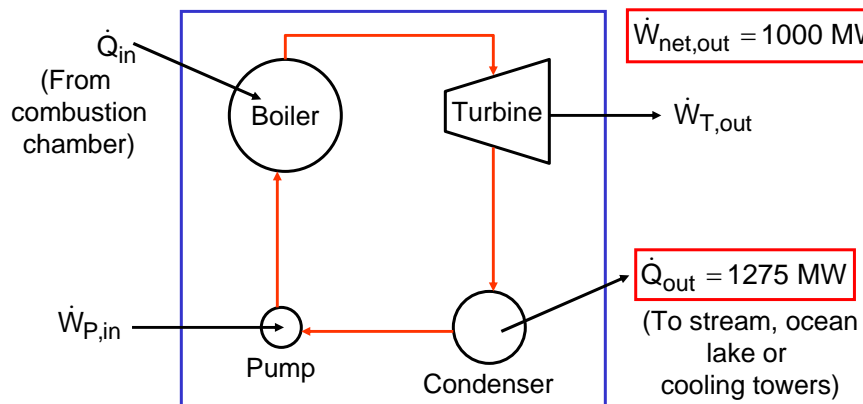 Q̇in
(From
combustion
chamber)
Boiler
Turbine
Ẇnet,out = 1000 MW
ẆT,out
Q̇out = 1275 MW
(To stream, ocean
lake or
cooling towers)
ẆP,in
Pump
Condenser